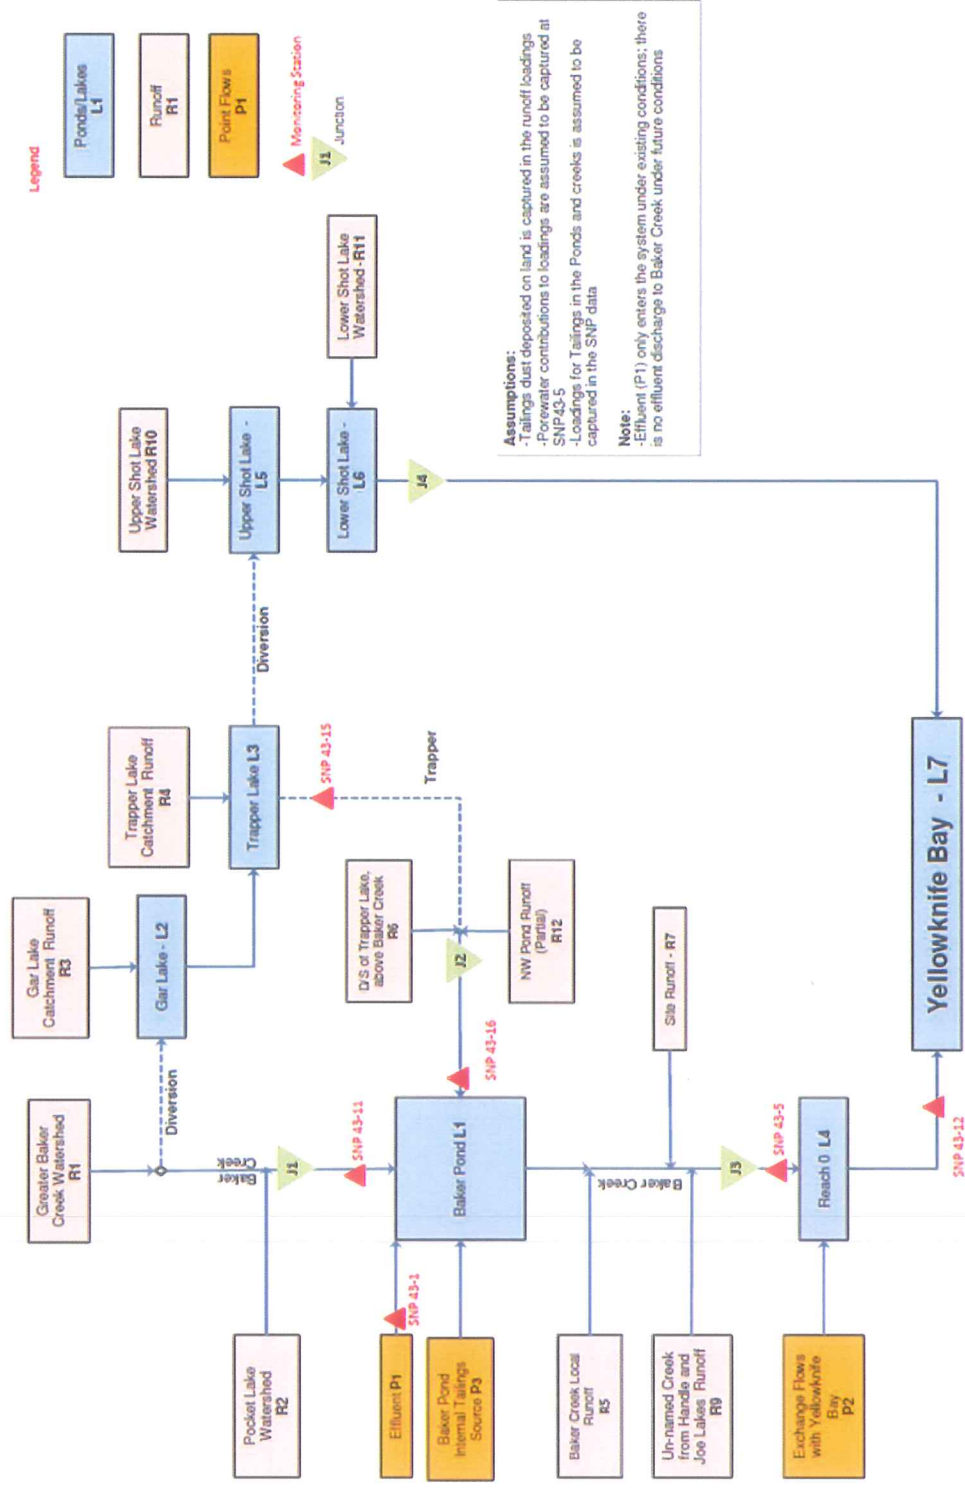 Legend
Ponds/Lakes
L1
Runoff
R1
Point Flows
P1
Monitoring Station
J1
Junction
Greater Baker
Creek Watershed
R1
Gar Lake
Catchment Runoff
R3
Trapper Lake
Catchment Runoff
R4
Upper Shot Lake
Watershed R10
Diversion
Gar Lake - L2
Trapper Lake L3
Diversion
Upper Shot Lake -
L5
Lower Shot Lake -
L6
Lower Shot Lake
Watershed - R11
J4
Pocket Lake
Watershed
R2
Baker
Creek
J1
SNP 43-11
SNP 43-15
Trapper
D/S of Trapper Lake,
above Baker Creek
R6
J2
NW Pond Runoff
(Partial)
R12
SNP 43-16
Effluent P1
SNP 43-1
Baker Pond
Internal Tailings
Source P3
Baker Pond L1
Baker Creek Local
Runoff
R5
Baker Creek
Site Runoff - R7
Un-named Creek
from Handle and
Joe Lakes Runoff
R9
J3
SNP 43-5
Exchange Flows
with Yellowknife
Bay
P2
Reach 0 L4
SNP 43-12
Yellowknife Bay - L7
Assumptions:
-Tailings dust deposited on land is captured in the runoff loadings
-Porewater contributions to loadings are assumed to be captured at
SNP43-5
-Loadings for Tailings in the Ponds and creeks is assumed to be
captured in the SNP data
Note:
-Effluent (P1) only enters the system under existing conditions; there
is no effluent discharge to Baker Creek under future conditions